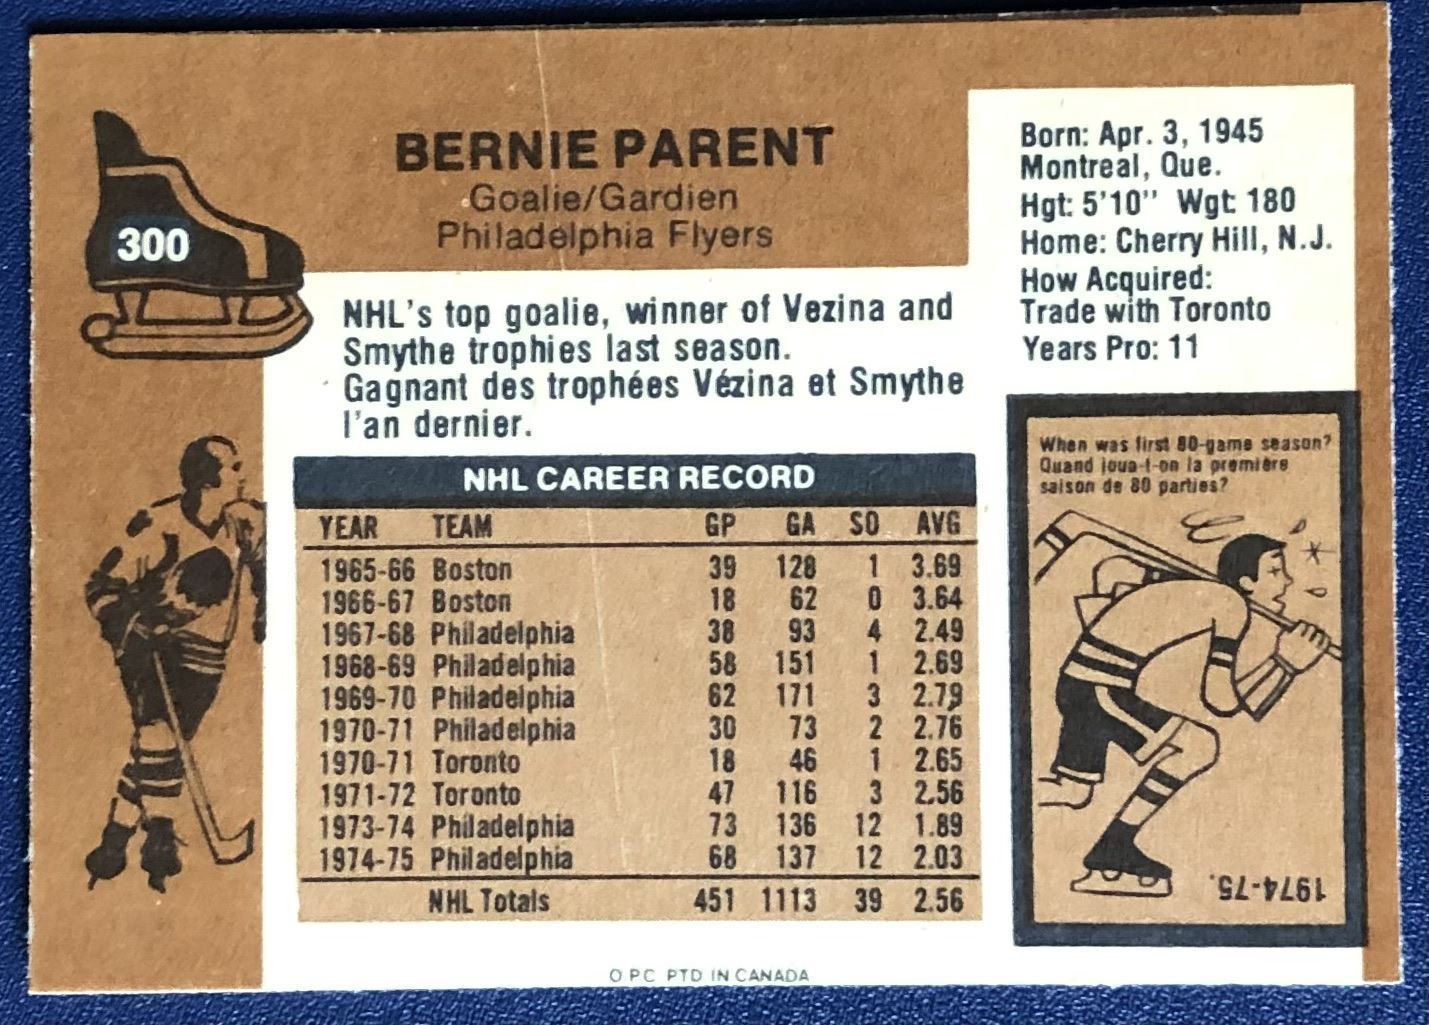 300
BERNIE PARENT
Goalie/Gardien
Philadelphia Flyers
Born: Apr. 3, 1945
Montreal, Que.
Hgt: 5'10" Wgt: 180
Home: Cherry Hill, N.J.
How Acquired:
Trade with Toronto
Years Pro: 11
NHL's top goalie, winner of Vezina and
Smythe trophies last season.
Gagnant des trophées Vézina et Smythe
l'an dernier.
NHL CAREER RECORD
YEAR TEAM GP GA SO AVG
1965-66 Boston 39 128 1 3.69
1966-67 Boston 18 62 0 3.64
1967-68 Philadelphia 38 93 4 2.49
1968-69 Philadelphia 58 151 1 2.69
1969-70 Philadelphia 62 171 3 2.79
1970-71 Philadelphia 30 73 2 2.76
1970-71 Toronto 18 46 1 2.65
1971-72 Toronto 47 116 3 2.56
1973-74 Philadelphia 73 136 12 1.89
1974-75 Philadelphia 68 137 12 2.03
NHL Totals 451 1113 39 2.56
When was first 80-game season?
Quand joua-t-on la première
saison de 80 parties?
1974-75.
O P C PTD IN CANADA